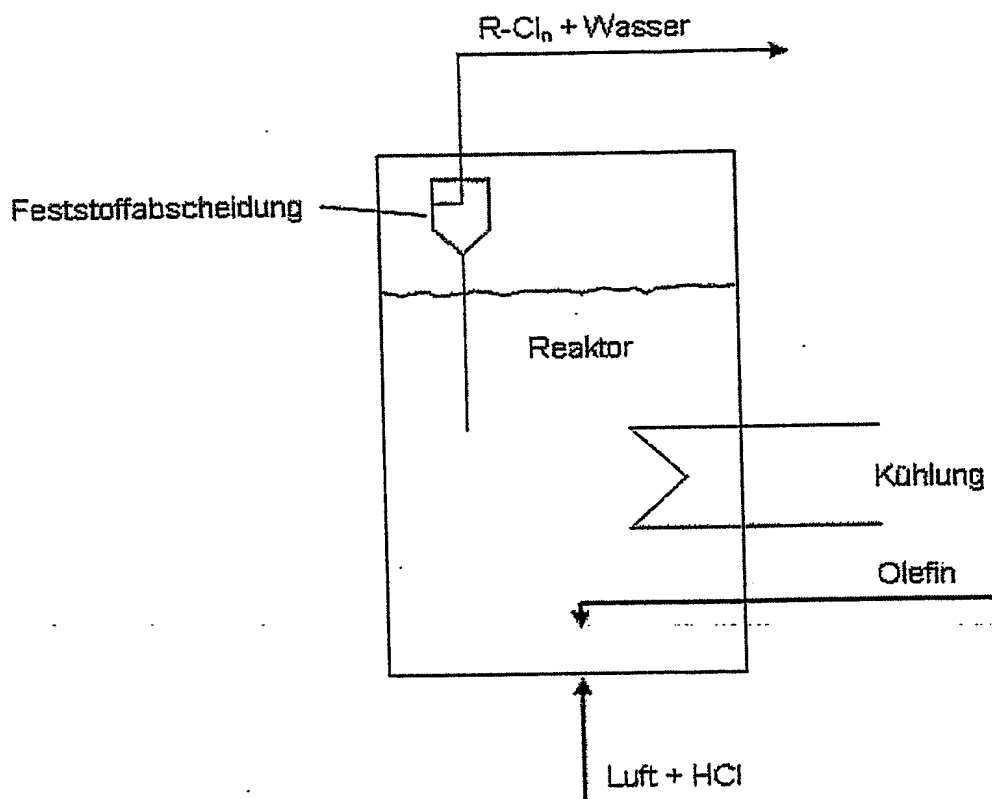 R-Clₙ + Wasser
Feststoffabscheidung
Reaktor
Kühlung
Olefin
Luft + HCl